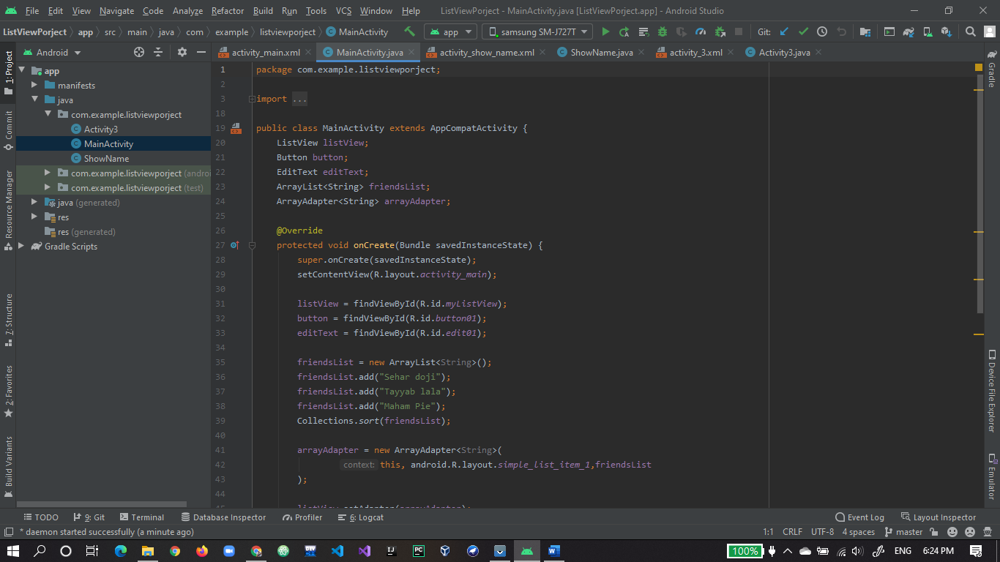 File Edit View Navigate Code Analyze Refactor Build Run Tools VCS Window Help ListViewPorject - MainActivity.java [ListViewPorject.app] - Android Studio
ListViewPorject app src main java com example listviewporject MainActivity app samsung SM-J727T Git:
Android activity_main.xml MainActivity.java activity_show_name.xml ShowName.java activity_3.xml Activity3.java
1: Project
Commit
Resource Manager
7: Structure
2: Favorites
Build Variants
app
manifests
java
com.example.listviewporject
Activity3
MainActivity
ShowName
com.example.listviewporject (androi
com.example.listviewporject (test)
java (generated)
res
res (generated)
Gradle Scripts
1 package com.example.listviewporject;
2
3 import ...
18
19 public class MainActivity extends AppCompatActivity {
20 ListView listView;
21 Button button;
22 EditText editText;
23 ArrayList<String> friendsList;
24 ArrayAdapter<String> arrayAdapter;
25
26 @Override
27 protected void onCreate(Bundle savedInstanceState) {
28 super.onCreate(savedInstanceState);
29 setContentView(R.layout.activity_main);
30
31 listView = findViewById(R.id.myListView);
32 button = findViewById(R.id.button01);
33 editText = findViewById(R.id.edit01);
34
35 friendsList = new ArrayList<String>();
36 friendsList.add("Sehar doji");
37 friendsList.add("Tayyab lala");
38 friendsList.add("Maham Pie");
39 Collections.sort(friendsList);
40
41 arrayAdapter = new ArrayAdapter<String>(
42 context: this, android.R.layout.simple_list_item_1,friendsList
43 );
44
45 listView.setAdapter(arrayAdapter);
Gradle
Device File Explorer
Emulator
TODO 9: Git Terminal Database Inspector Profiler 6: Logcat Event Log Layout Inspector
* daemon started successfully (a minute ago) 1:1 CRLF UTF-8 4 spaces master
100% ENG 6:24 PM